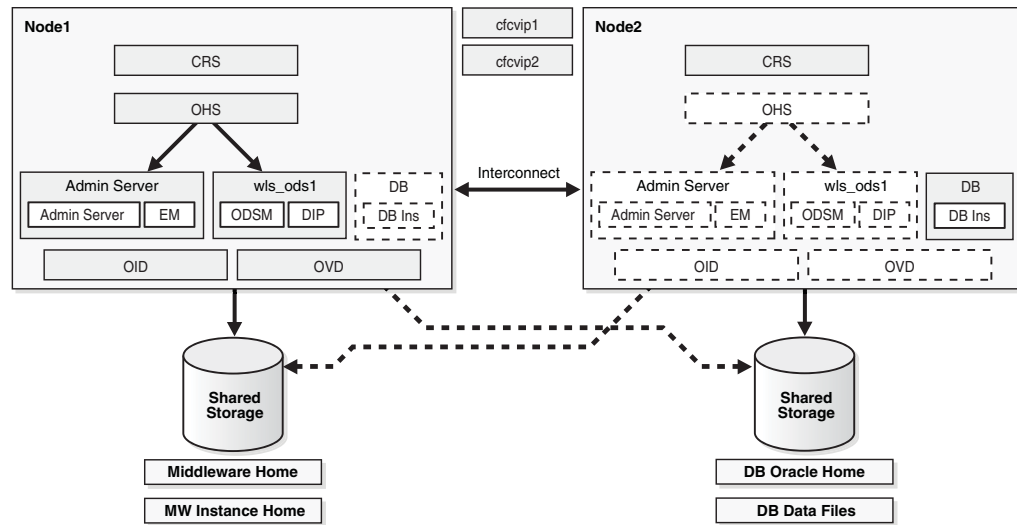 Node1
CRS
OHS
Admin Server
Admin Server
EM
wls_ods1
ODSM
DIP
DB
DB Ins
OID
OVD
cfcvip1
cfcvip2
Interconnect
Node2
CRS
OHS
Admin Server
Admin Server
EM
wls_ods1
ODSM
DIP
DB
DB Ins
OID
OVD
Shared
Storage
Middleware Home
MW Instance Home
Shared
Storage
DB Oracle Home
DB Data Files